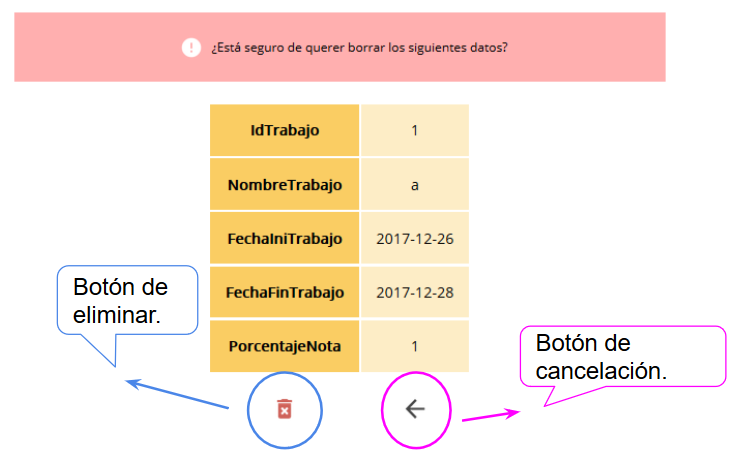 ¿Está seguro de querer borrar los siguientes datos?
IdTrabajo 1
NombreTrabajo a
FechaIniTrabajo 2017-12-26
FechaFinTrabajo 2017-12-28
PorcentajeNota 1
Botón de
eliminar.
Botón de
cancelación.